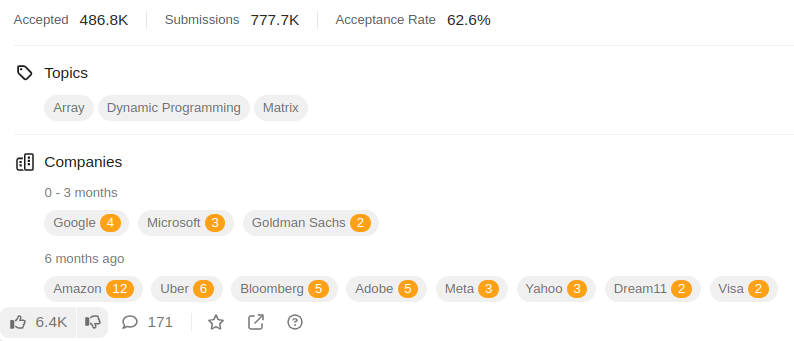 Accepted 486.8K Submissions 777.7K Acceptance Rate 62.6%
Topics
Array Dynamic Programming Matrix
Companies
0 - 3 months
Google 4 Microsoft 3 Goldman Sachs 2
6 months ago
Amazon 12 Uber 6 Bloomberg 5 Adobe 5 Meta 3 Yahoo 3 Dream11 2 Visa 2
6.4K 171